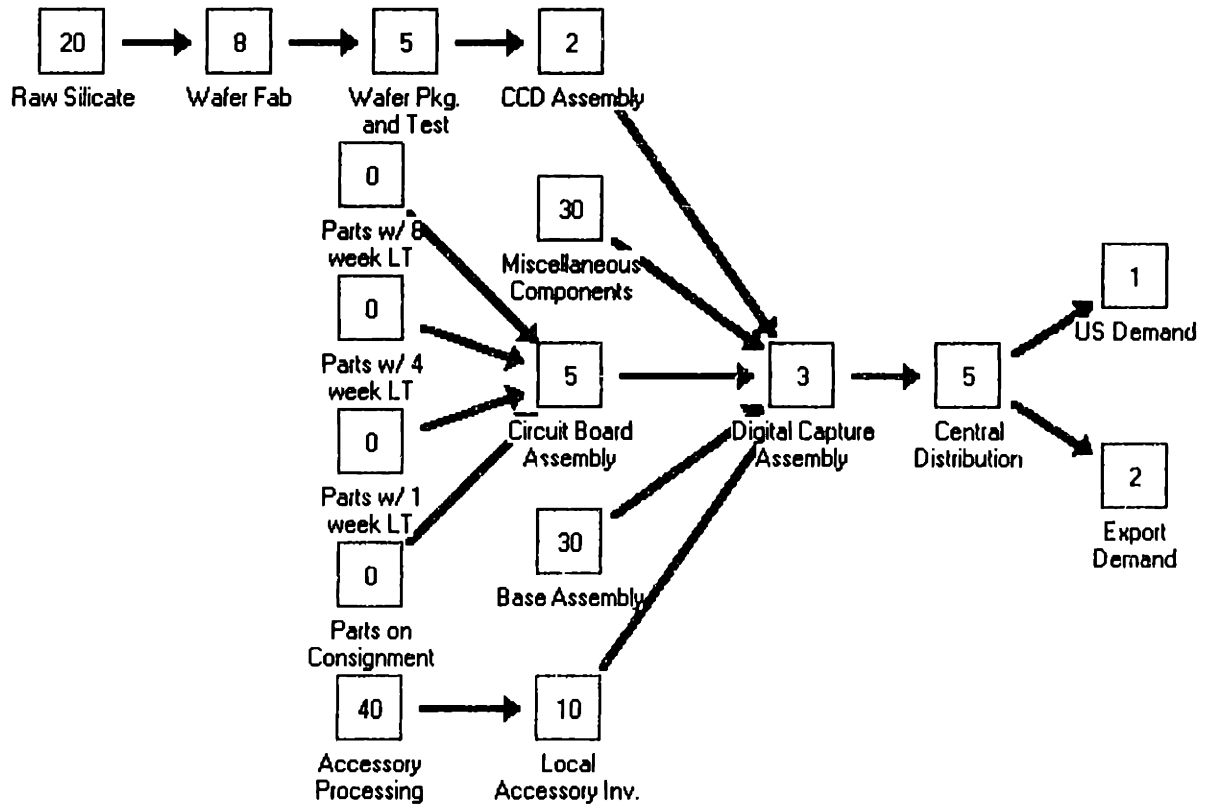 20
8
5
2
Raw Silicate
Wafer Fab
Wafer Pkg.
and Test
CCD Assembly
0
Parts w/ 8
week LT
30
Miscellaneous
Components
0
Parts w/ 4
week LT
5
Circuit Board
Assembly
3
Digital Capture
Assembly
5
Central
Distribution
1
US Demand
2
Export
Demand
0
Parts w/ 1
week LT
30
Base Assembly
0
Parts on
Consignment
40
Accessory
Processing
10
Local
Accessory Inv.